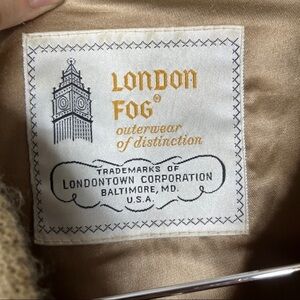 LONDON
FOG®
outerwear
of distinction
TRADEMARKS OF
LONDONTOWN CORPORATION
BALTIMORE, MD.
U.S.A.